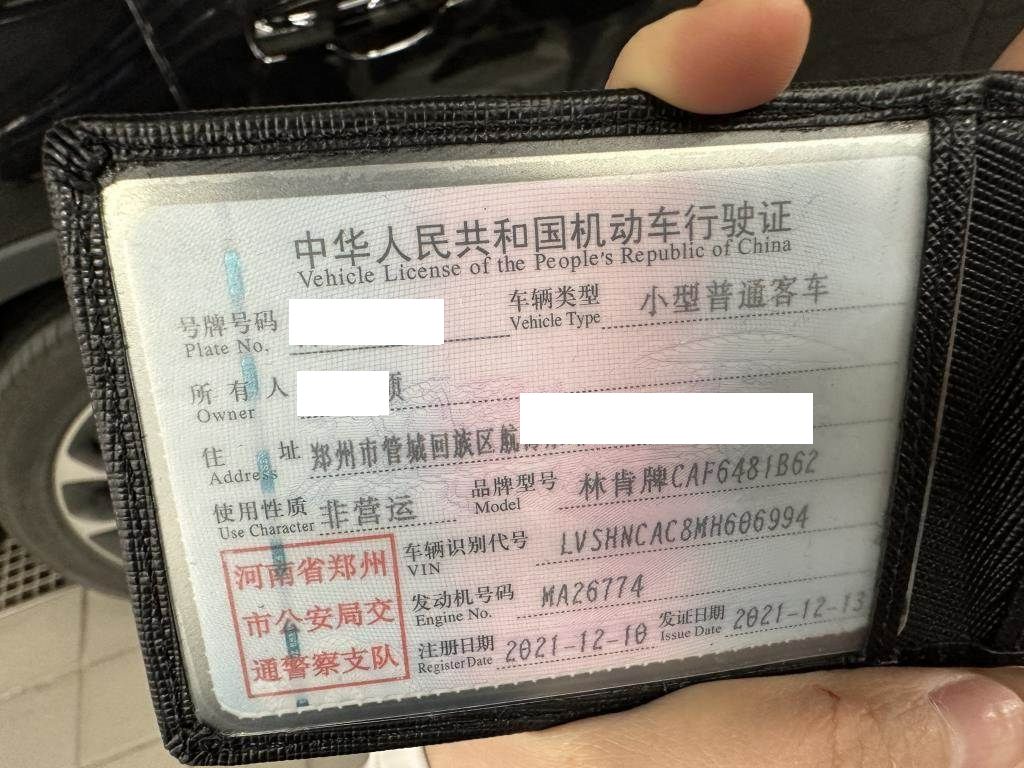 中华人民共和国机动车行驶证
Vehicle License of the People's Republic of China
号牌号码
Plate No.
车辆类型 小型普通客车
Vehicle Type
所有人
Owner
住址 郑州市管城回族区航
Address
使用性质 非营运
Use Character
品牌型号 林肯牌CAF6481B62
Model
车辆识别代号 LVSHNCAC8MH606994
VIN
发动机号码 MA26774
Engine No.
注册日期 2021-12-10
Register Date
发证日期 2021-12-13
Issue Date
河南省郑州
市公安局交
通警察支队